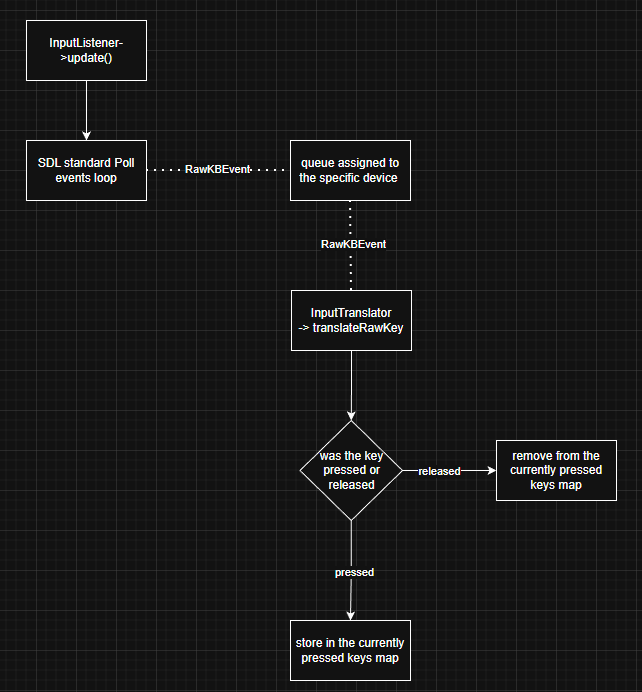 InputListener-
>update()
SDL standard Poll
events loop
RawKBEvent
queue assigned to
the specific device
RawKBEvent
InputTranslator
-> translateRawKey
was the key
pressed or
released
released
remove from the
currently pressed
keys map
pressed
store in the currently
pressed keys map